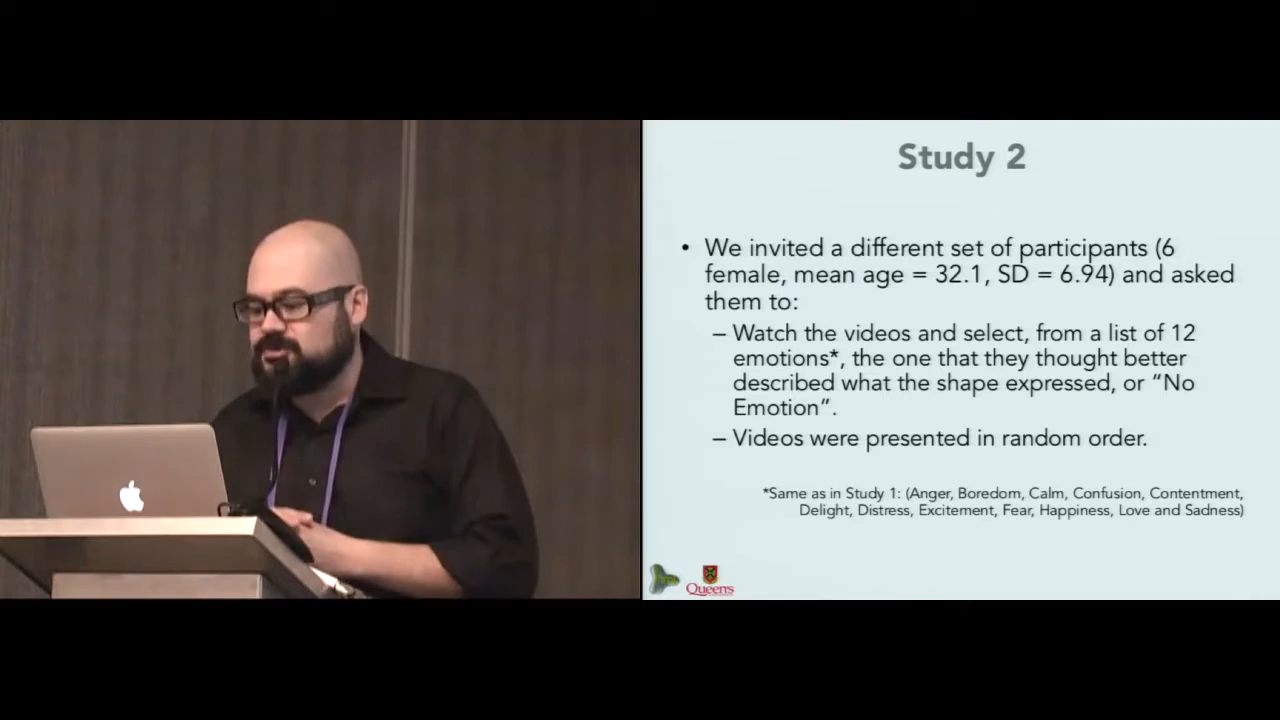 Study 2
• We invited a different set of participants (6
female, mean age = 32.1, SD = 6.94) and asked
them to:
– Watch the videos and select, from a list of 12
emotions*, the one that they thought better
described what the shape expressed, or “No
Emotion”.
– Videos were presented in random order.
*Same as in Study 1: (Anger, Boredom, Calm, Confusion, Contentment,
Delight, Distress, Excitement, Fear, Happiness, Love and Sadness)
Queen's